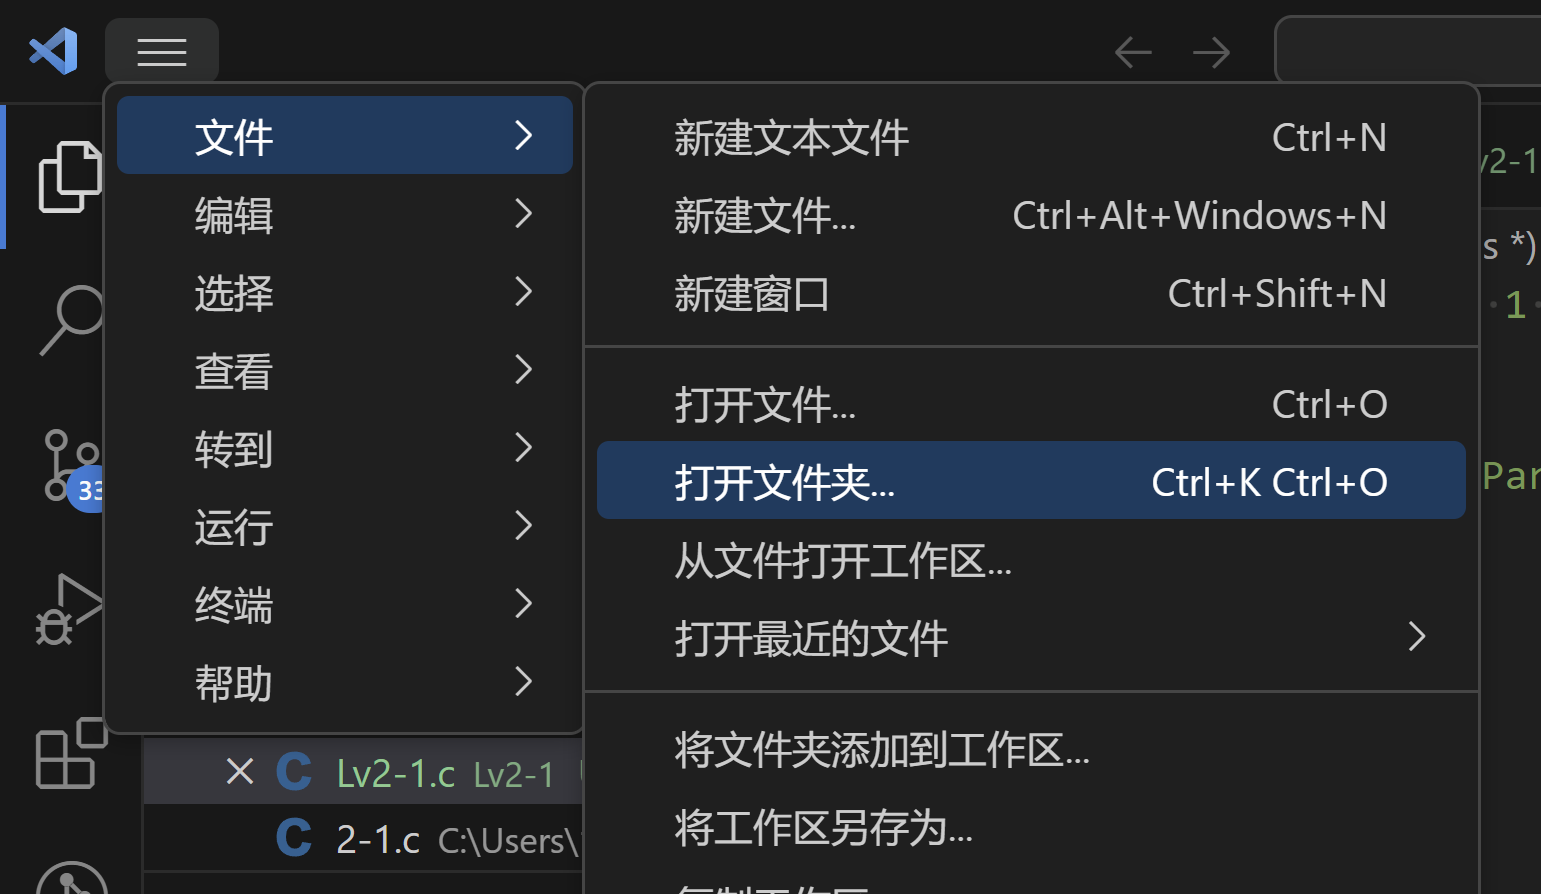 文件
编辑
选择
查看
转到
运行
终端
帮助
新建文本文件 Ctrl+N
新建文件... Ctrl+Alt+Windows+N
新建窗口 Ctrl+Shift+N
打开文件... Ctrl+O
打开文件夹... Ctrl+K Ctrl+O
从文件打开工作区...
打开最近的文件
将文件夹添加到工作区...
将工作区另存为...
33
Lv2-1.c Lv2-1
2-1.c C:\Users\
v2-1
s *)
1
Par